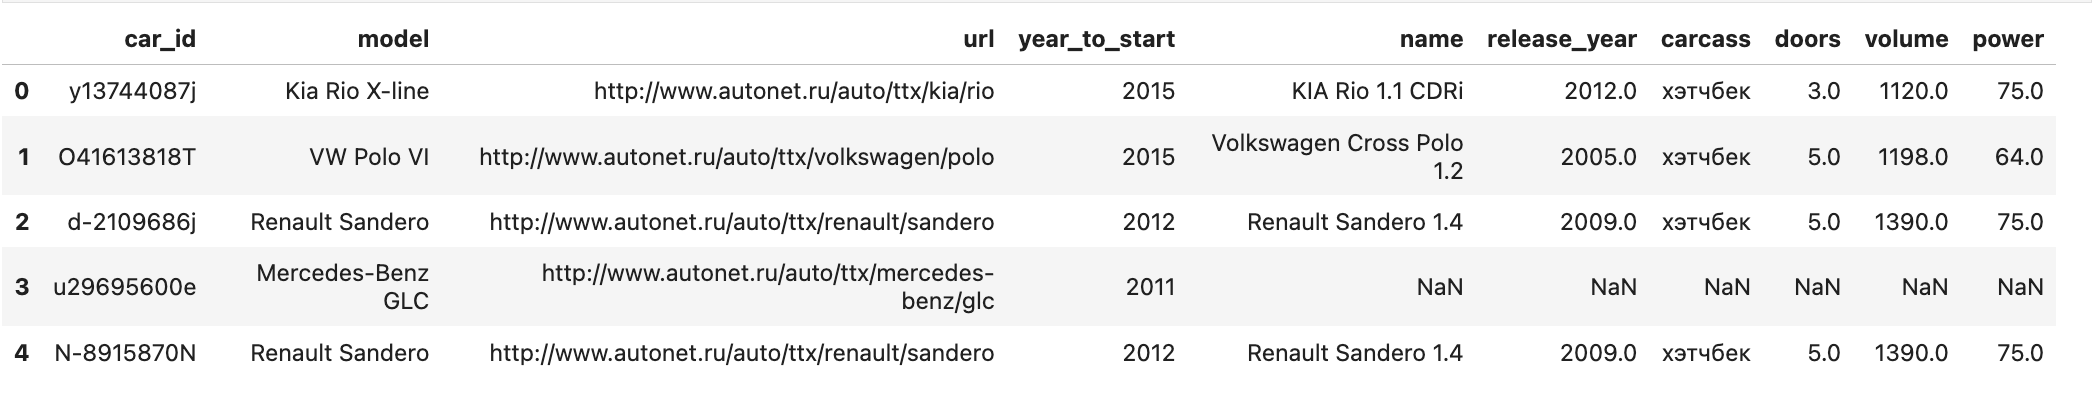 car_id model url year_to_start name release_year carcass doors volume power
0 y13744087j Kia Rio X-line http://www.autonet.ru/auto/ttx/kia/rio 2015 KIA Rio 1.1 CDRi 2012.0 хэтчбек 3.0 1120.0 75.0
1 O41613818T VW Polo VI http://www.autonet.ru/auto/ttx/volkswagen/polo 2015 Volkswagen Cross Polo
1.2 2005.0 хэтчбек 5.0 1198.0 64.0
2 d-2109686j Renault Sandero http://www.autonet.ru/auto/ttx/renault/sandero 2012 Renault Sandero 1.4 2009.0 хэтчбек 5.0 1390.0 75.0
3 u29695600e Mercedes-Benz
GLC http://www.autonet.ru/auto/ttx/mercedes-
benz/glc 2011 NaN NaN NaN NaN NaN NaN
4 N-8915870N Renault Sandero http://www.autonet.ru/auto/ttx/renault/sandero 2012 Renault Sandero 1.4 2009.0 хэтчбек 5.0 1390.0 75.0